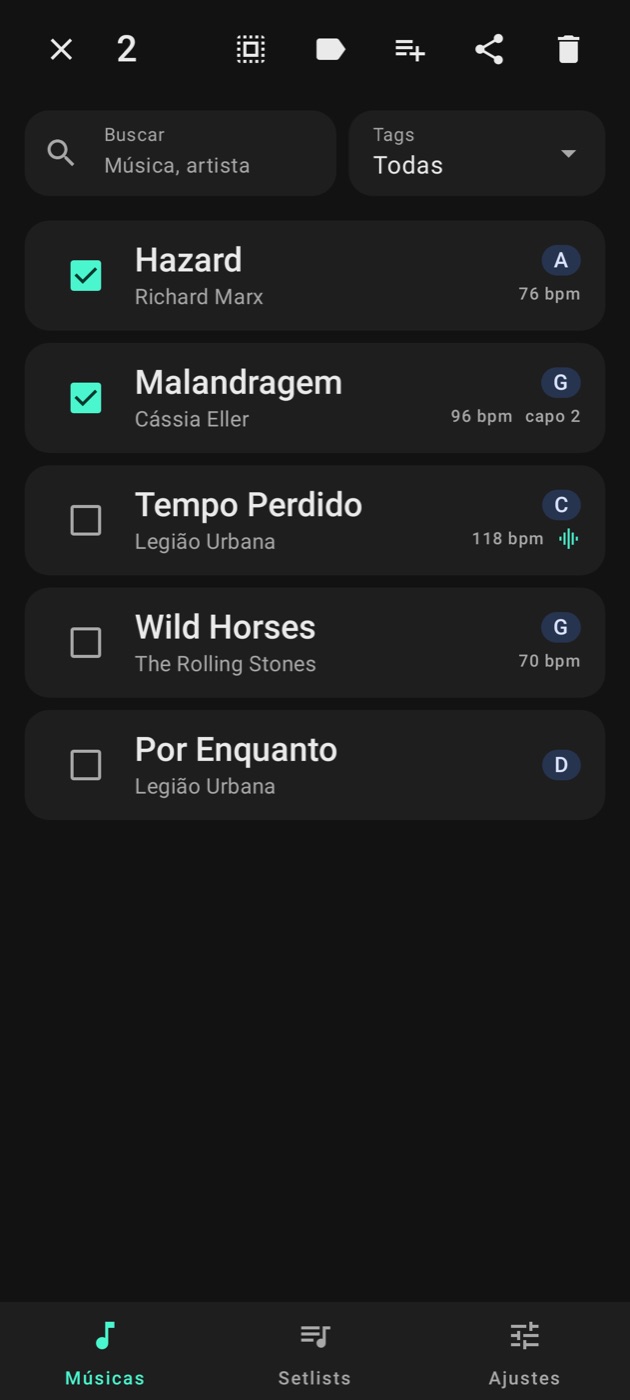 2
Buscar
Música, artista
Tags
Todas
Hazard
A
Richard Marx
76 bpm
Malandragem
G
Cássia Eller
96 bpm capo 2
Tempo Perdido
C
Legião Urbana
118 bpm
Wild Horses
G
The Rolling Stones
70 bpm
Por Enquanto
D
Legião Urbana
Músicas
Setlists
Ajustes